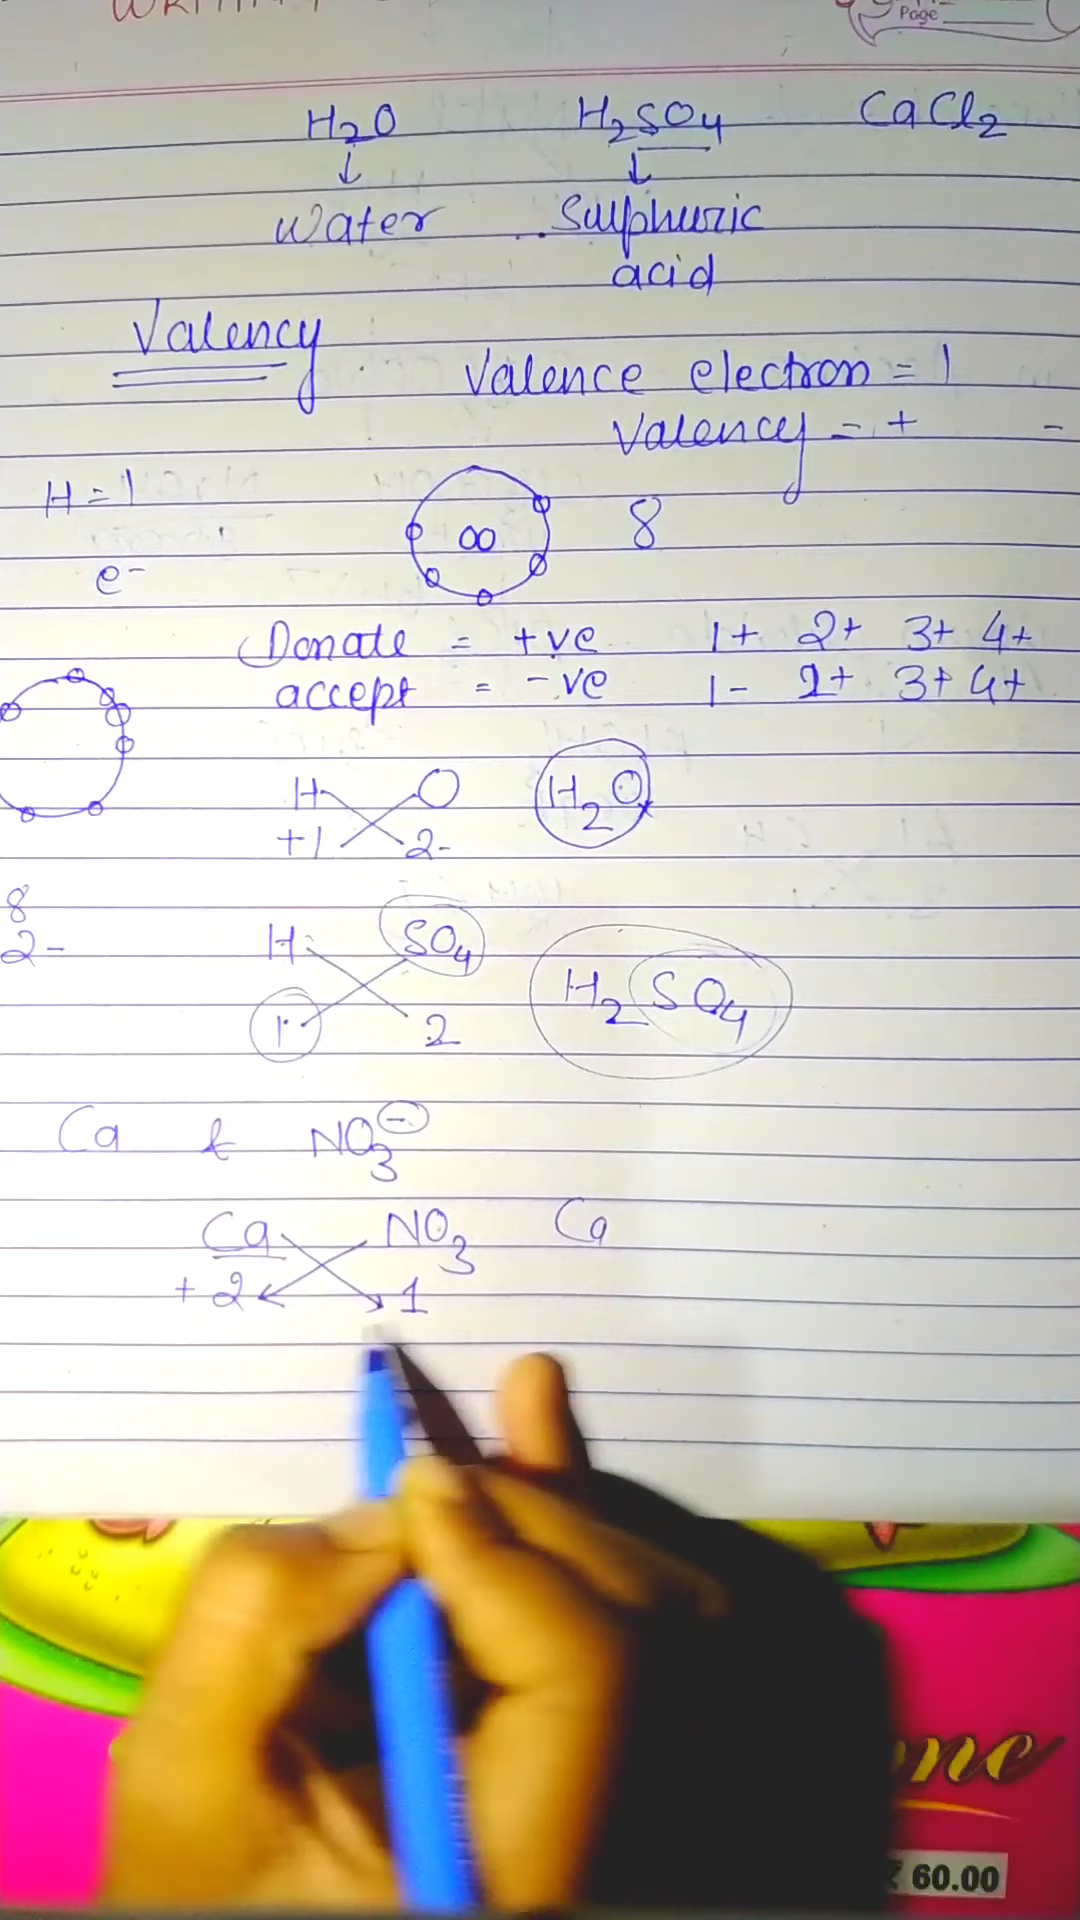 Page
H2O H2SO4 CaCl2
↓ ↓
Water Sulphuric
acid
Valency
Valence electron = 1
Valency = + -
H = 1
8
e-
Donate = +ve 1+ 2+ 3+ 4+
accept = -ve 1- 2+ 3+ 4+
H O H2O
+1 2-
8
2-
H SO4
H2SO4
1 2
Ca & NO3-
Ca NO3 Ca
+2 1
ne
₹ 60.00